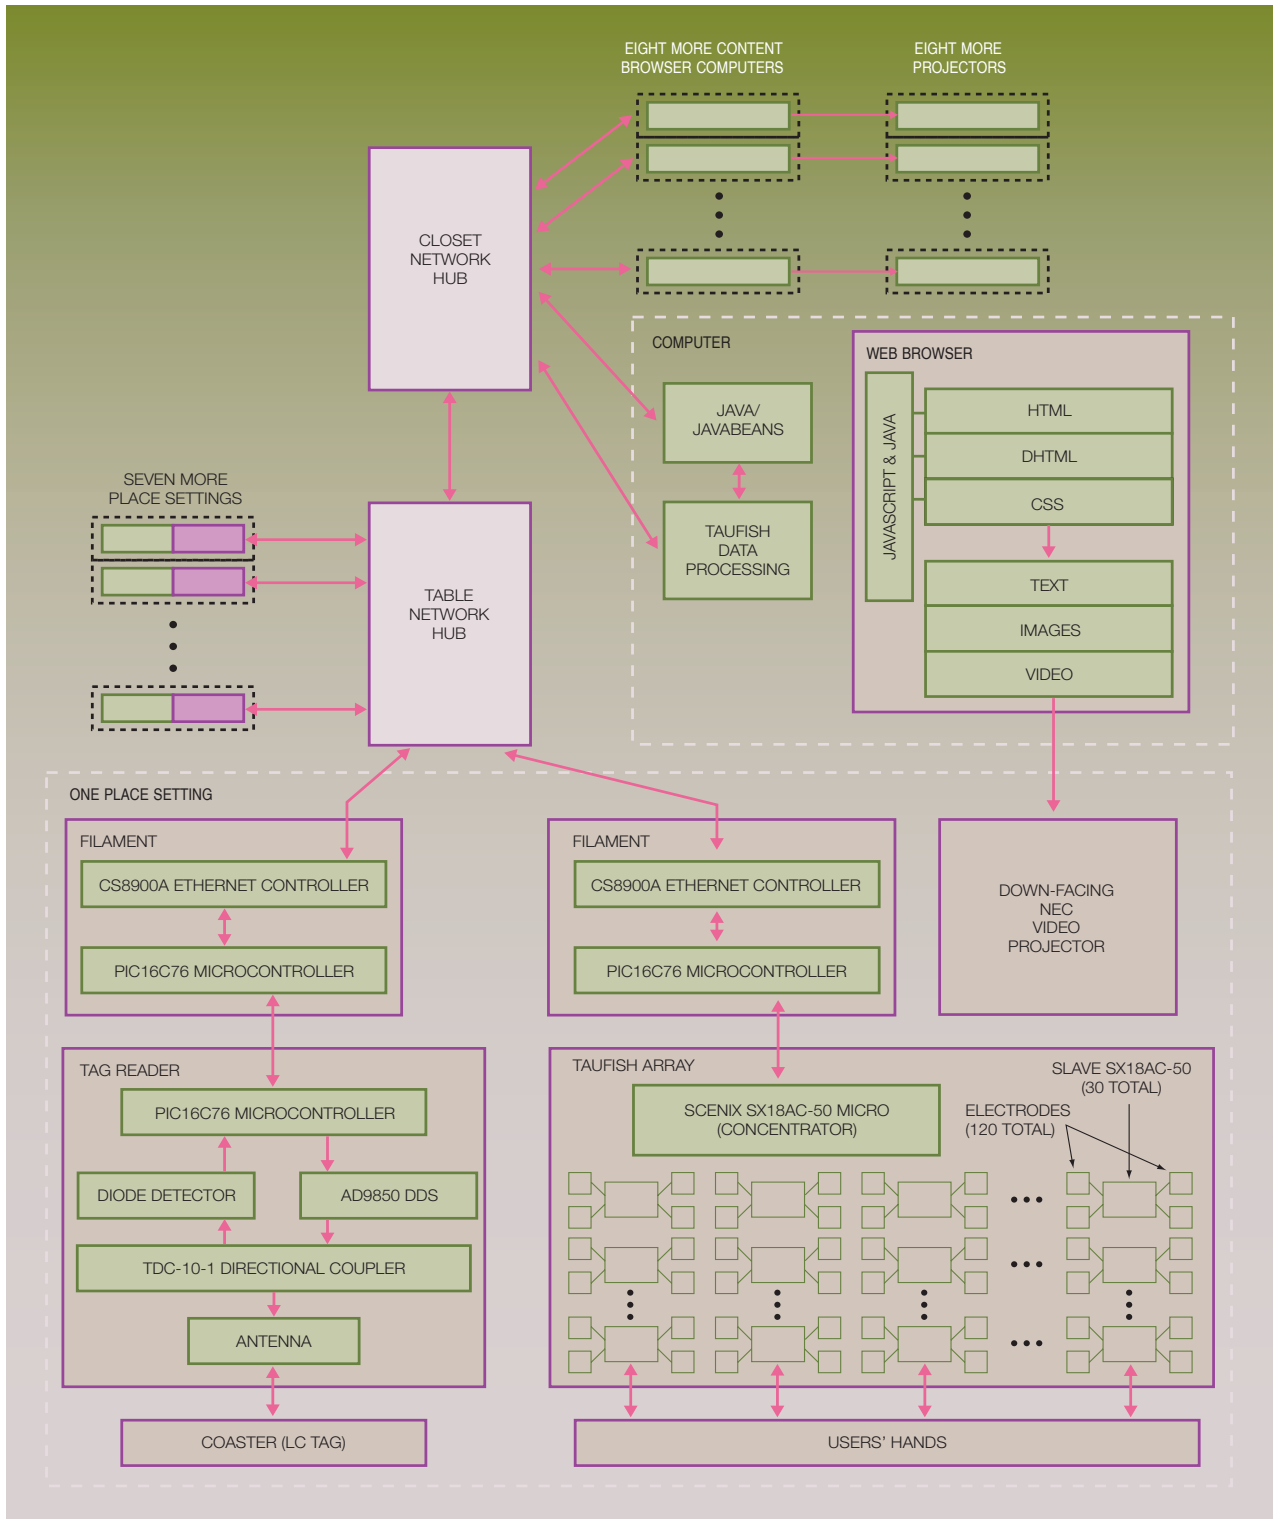 EIGHT MORE CONTENT
BROWSER COMPUTERS
EIGHT MORE
PROJECTORS
CLOSET
NETWORK
HUB
COMPUTER
WEB BROWSER
JAVA/
JAVABEANS
JAVASCRIPT & JAVA
HTML
DHTML
CSS
TEXT
IMAGES
VIDEO
TAUFISH
DATA
PROCESSING
SEVEN MORE
PLACE SETTINGS
TABLE
NETWORK
HUB
ONE PLACE SETTING
FILAMENT
CS8900A ETHERNET CONTROLLER
PIC16C76 MICROCONTROLLER
FILAMENT
CS8900A ETHERNET CONTROLLER
PIC16C76 MICROCONTROLLER
DOWN-FACING
NEC
VIDEO
PROJECTOR
TAG READER
PIC16C76 MICROCONTROLLER
DIODE DETECTOR
AD9850 DDS
TDC-10-1 DIRECTIONAL COUPLER
ANTENNA
COASTER (LC TAG)
TAUFISH ARRAY
SCENIX SX18AC-50 MICRO
(CONCENTRATOR)
SLAVE SX18AC-50
(30 TOTAL)
ELECTRODES
(120 TOTAL)
USERS' HANDS